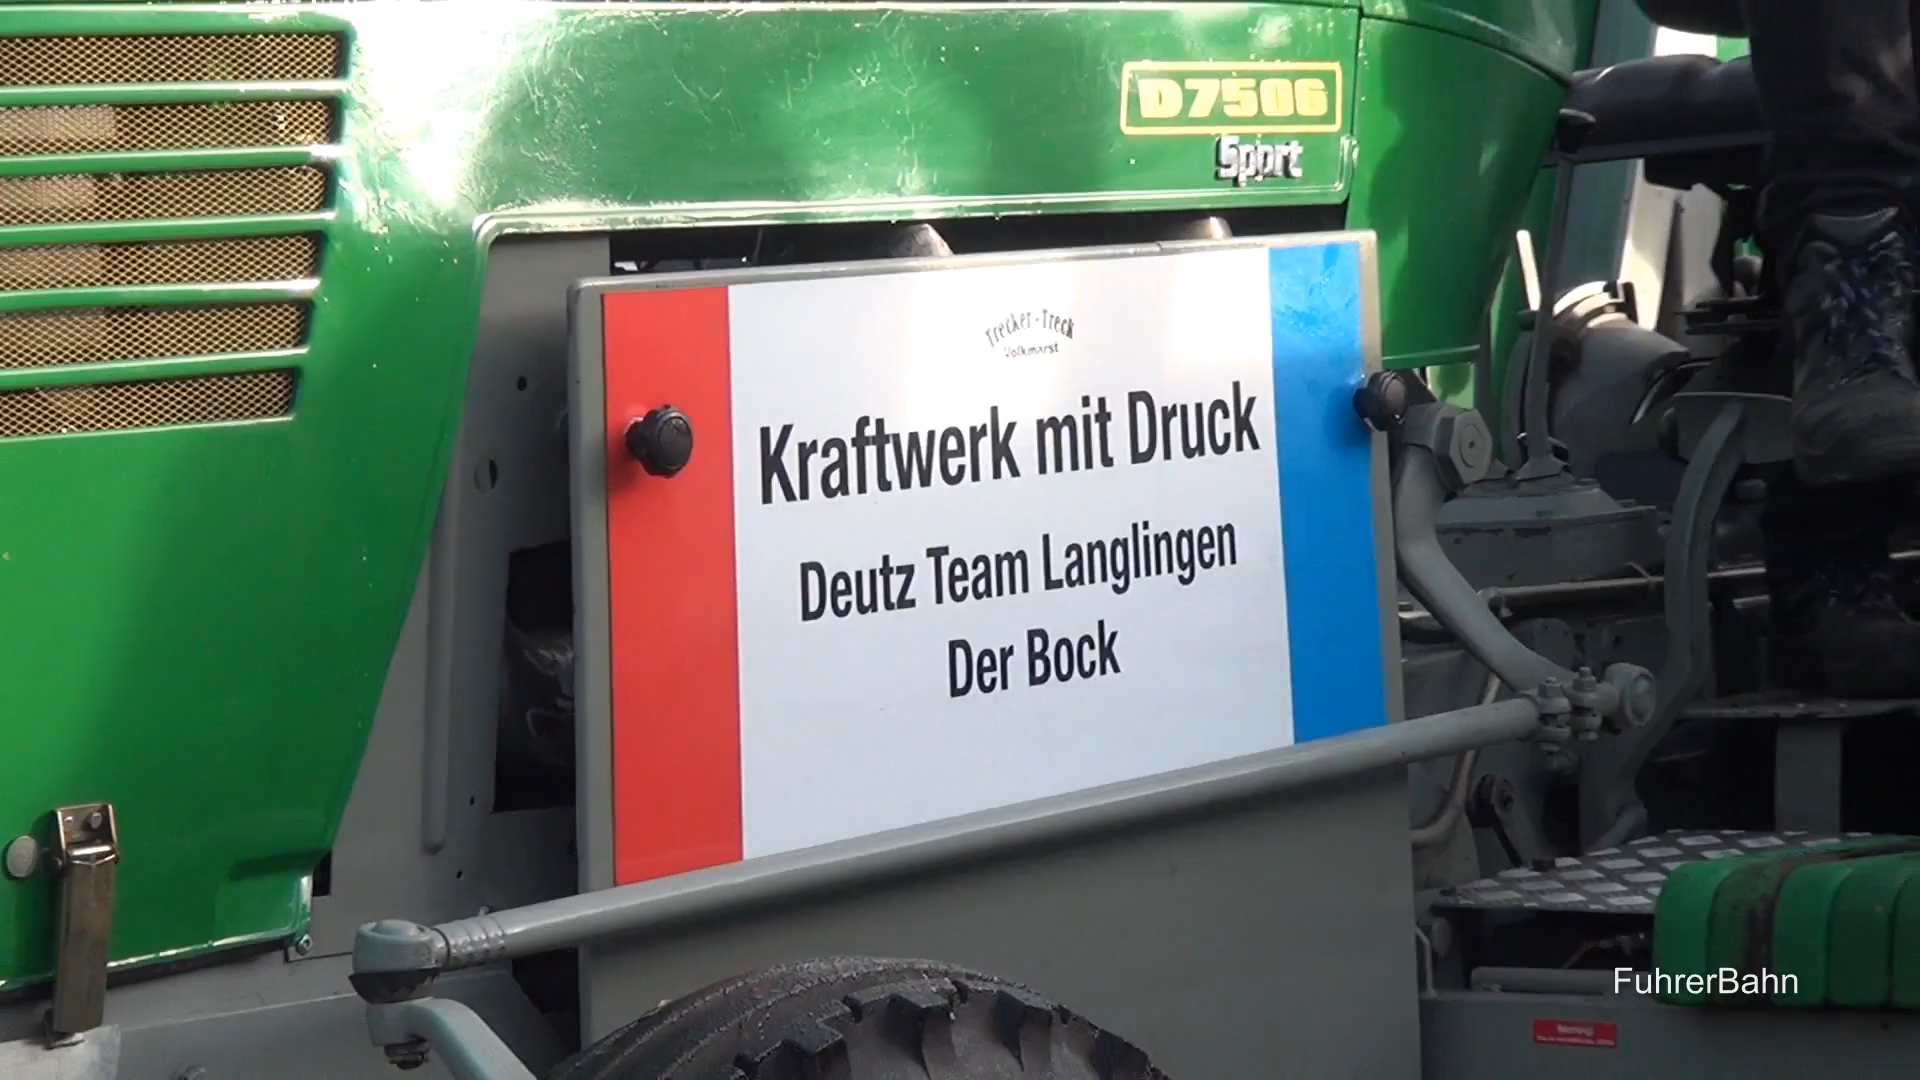 D7506
Sport
Trecker-Treck
Volkmarst
Kraftwerk mit Druck
Deutz Team Langlingen
Der Bock
FuhrerBahn